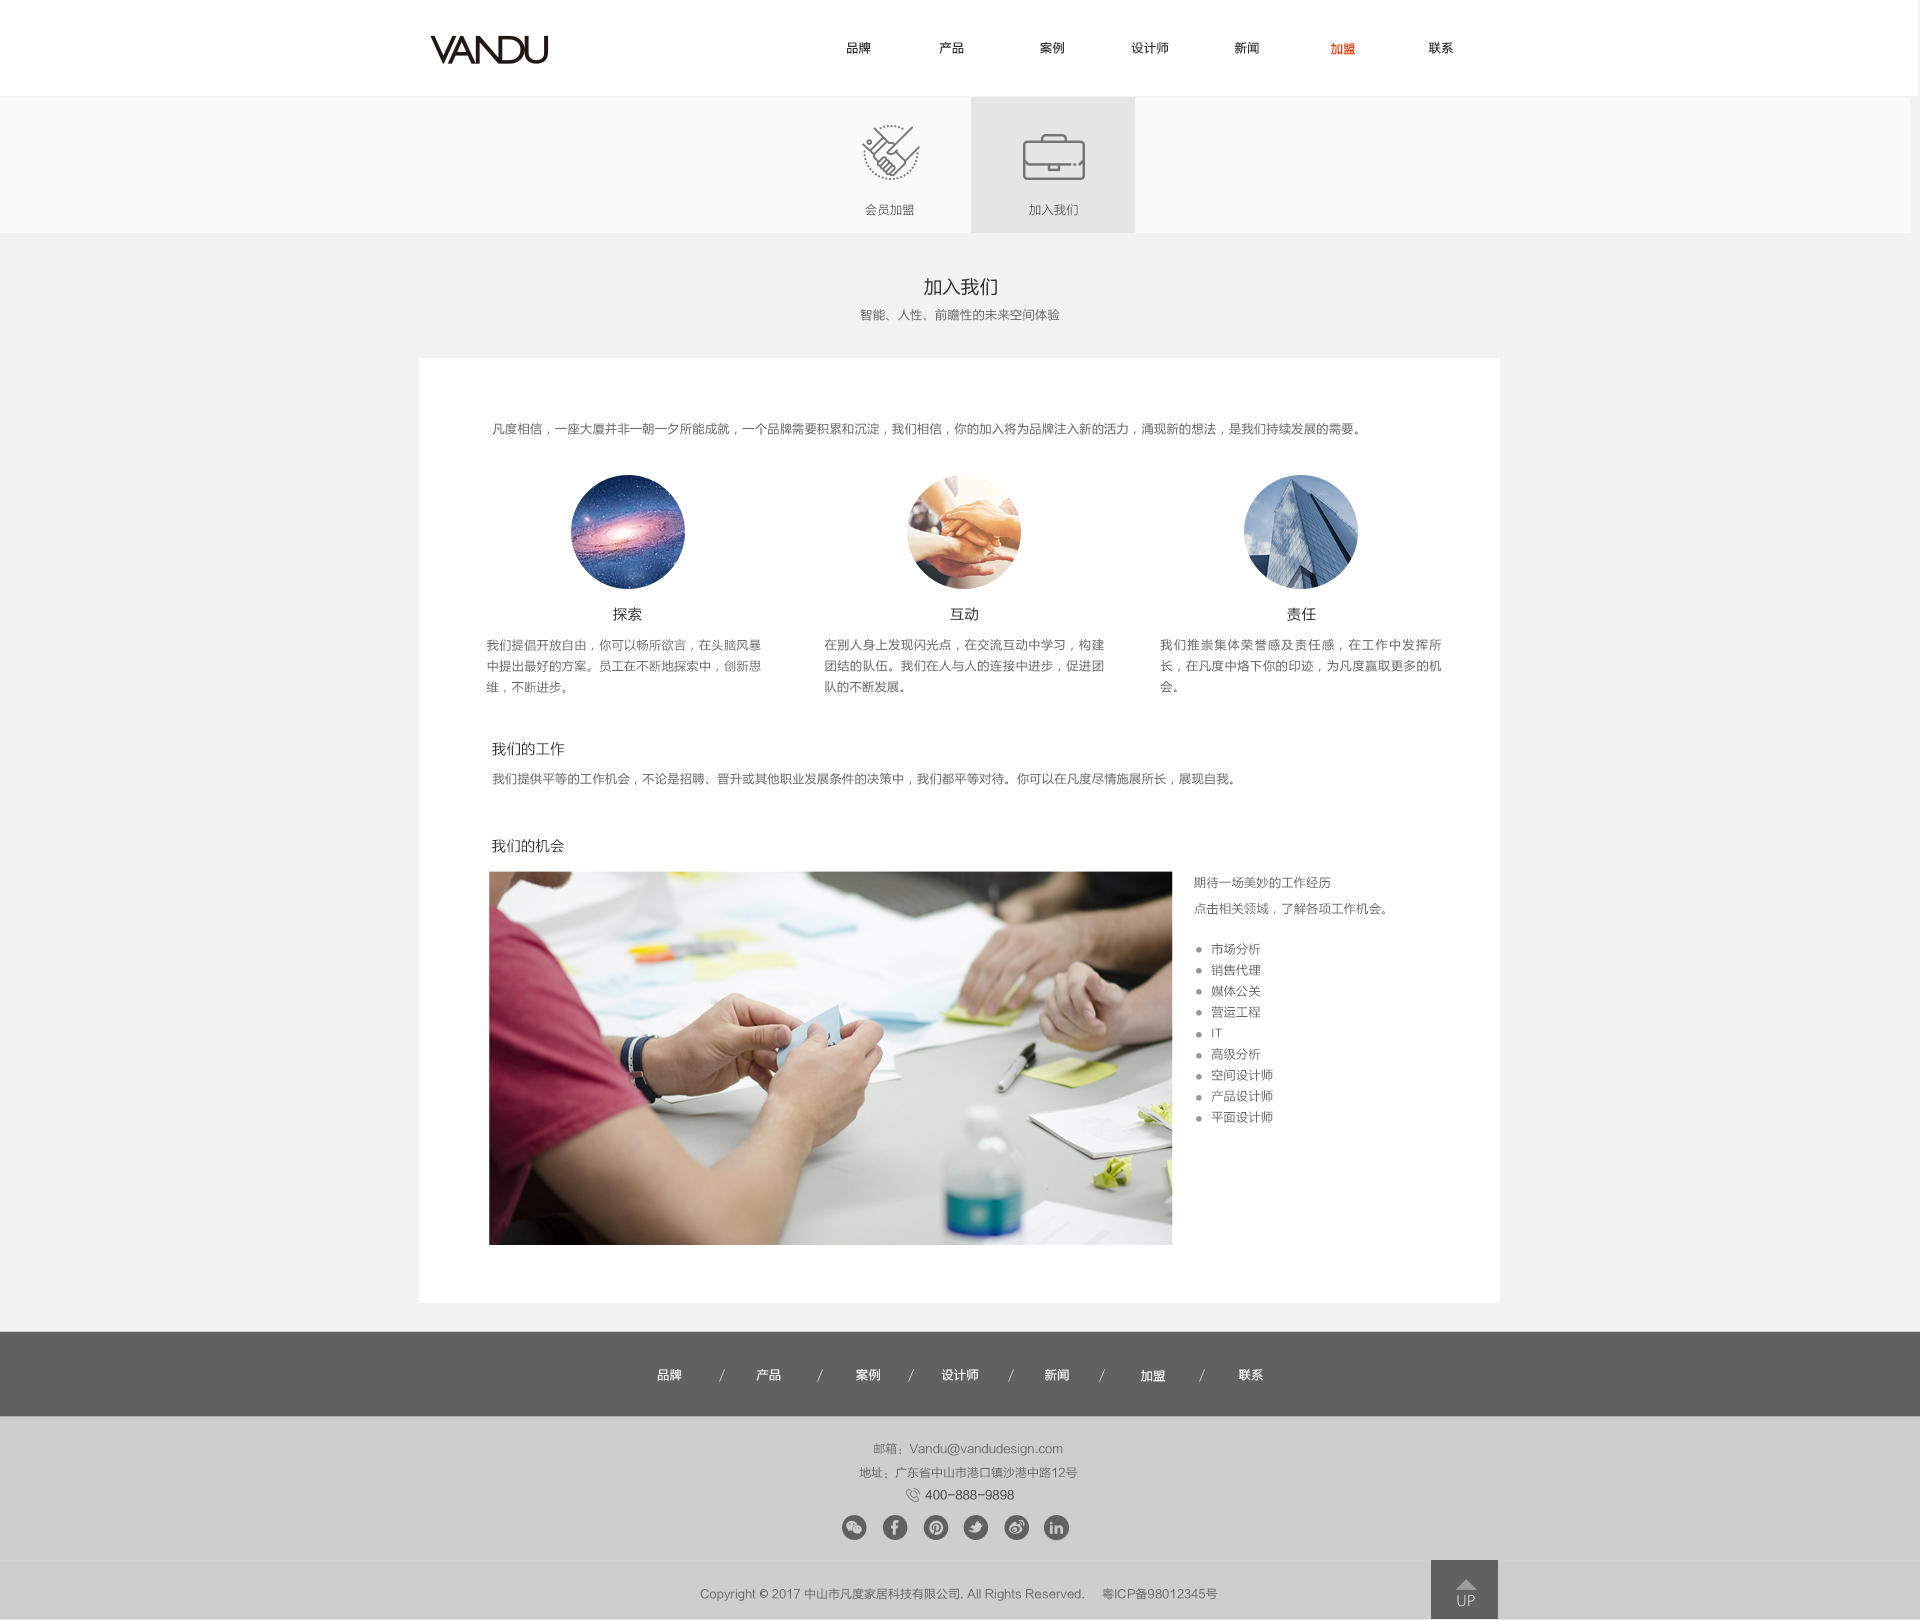 VANDU
品牌
产品
案例
设计师
新闻
加盟
联系
会员加盟
加入我们
加入我们
智能、人性、前瞻性的未来空间体验
凡度相信，一座大厦并非一朝一夕所能成就，一个品牌需要积累和沉淀，我们相信，你的加入将为品牌注入新的活力，涌现新的想法，是我们持续发展的需要。
探索
我们提倡开放自由，你可以畅所欲言，在头脑风暴
中提出最好的方案。员工在不断地探索中，创新思
维，不断进步。
互动
在别人身上发现闪光点，在交流互动中学习，构建
团结的队伍。我们在人与人的连接中进步，促进团
队的不断发展。
责任
我们推崇集体荣誉感及责任感，在工作中发挥所
长，在凡度中烙下你的印迹，为凡度赢取更多的机
会。
我们的工作
我们提供平等的工作机会，不论是招聘、晋升或其他职业发展条件的决策中，我们都平等对待。你可以在凡度尽情施展所长，展现自我。
我们的机会
期待一场美妙的工作经历
点击相关领域，了解各项工作机会。
市场分析
销售代理
媒体公关
营运工程
IT
高级分析
空间设计师
产品设计师
平面设计师
品牌 / 产品 / 案例 / 设计师 / 新闻 / 加盟 / 联系
邮箱：Vandu@vandudesign.com
地址：广东省中山市港口镇沙港中路12号
400-888-9898
Copyright © 2017 中山市凡度家居科技有限公司. All Rights Reserved. 粤ICP备98012345号
UP